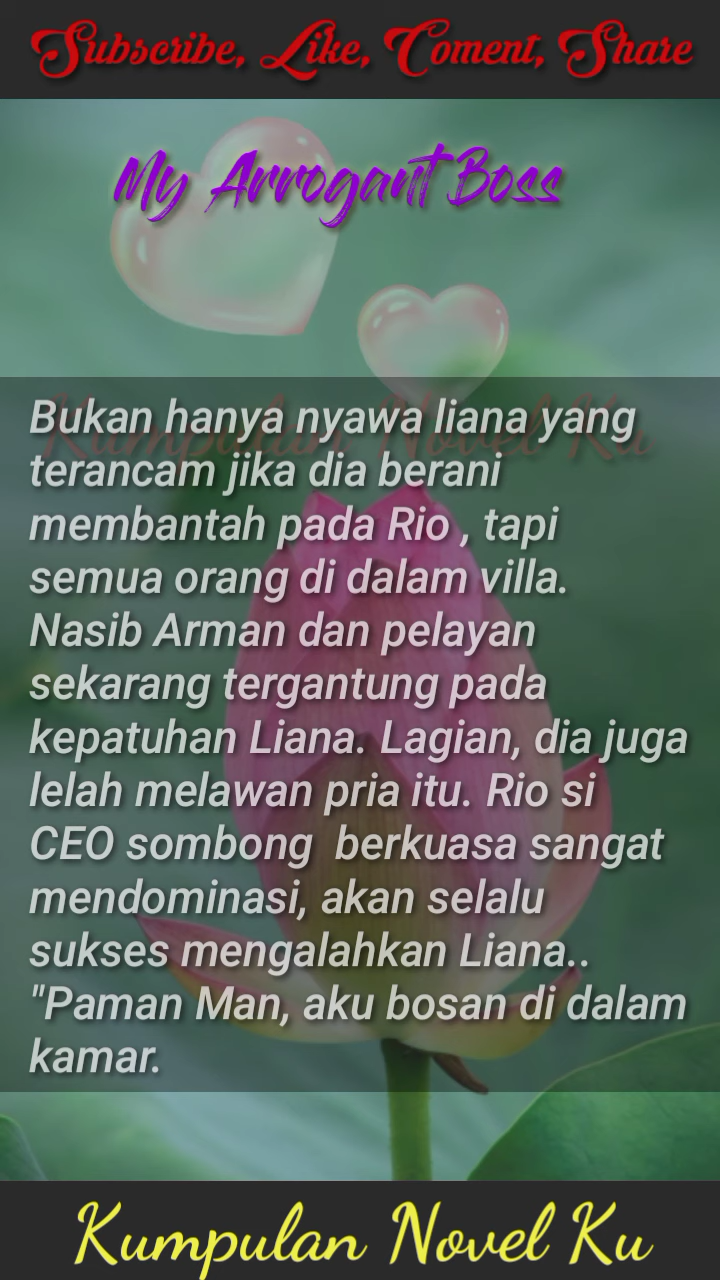 Subscribe, Like, Coment, Share
My Arrogant Boss
Kumpulan Novel Ku
Bukan hanya nyawa liana yang
terancam jika dia berani
membantah pada Rio , tapi
semua orang di dalam villa.
Nasib Arman dan pelayan
sekarang tergantung pada
kepatuhan Liana. Lagian, dia juga
lelah melawan pria itu. Rio si
CEO sombong  berkuasa sangat
mendominasi, akan selalu
sukses mengalahkan Liana..
"Paman Man, aku bosan di dalam
kamar.
Kumpulan Novel Ku